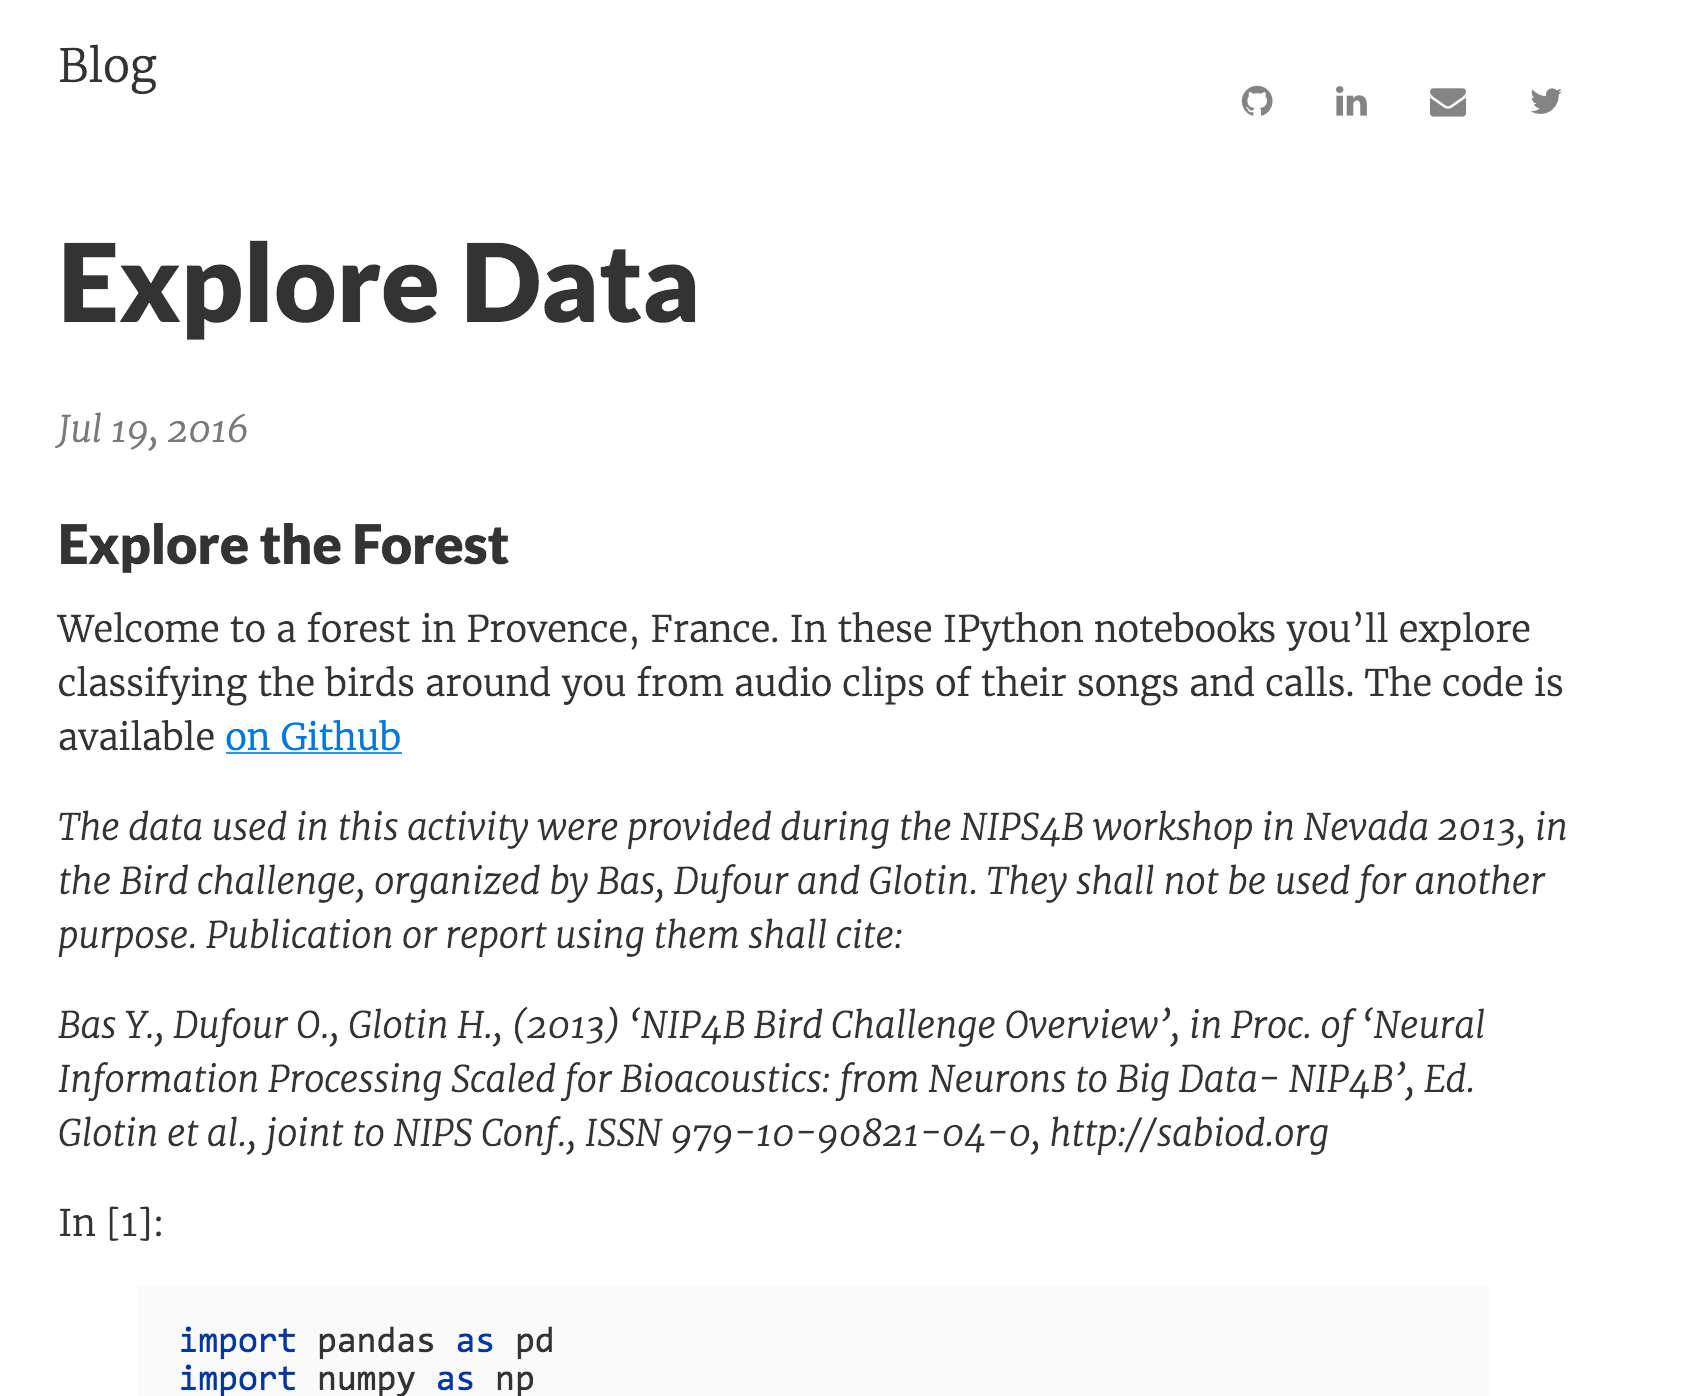 Blog
Explore Data
Jul 19, 2016
Explore the Forest
Welcome to a forest in Provence, France. In these IPython notebooks you’ll explore
classifying the birds around you from audio clips of their songs and calls. The code is
available on Github
The data used in this activity were provided during the NIPS4B workshop in Nevada 2013, in
the Bird challenge, organized by Bas, Dufour and Glotin. They shall not be used for another
purpose. Publication or report using them shall cite:
Bas Y., Dufour O., Glotin H., (2013) ‘NIP4B Bird Challenge Overview’, in Proc. of ‘Neural
Information Processing Scaled for Bioacoustics: from Neurons to Big Data- NIP4B’, Ed.
Glotin et al., joint to NIPS Conf., ISSN 979-10-90821-04-0, http://sabiod.org
In [1]:
import pandas as pd
import numpy as np